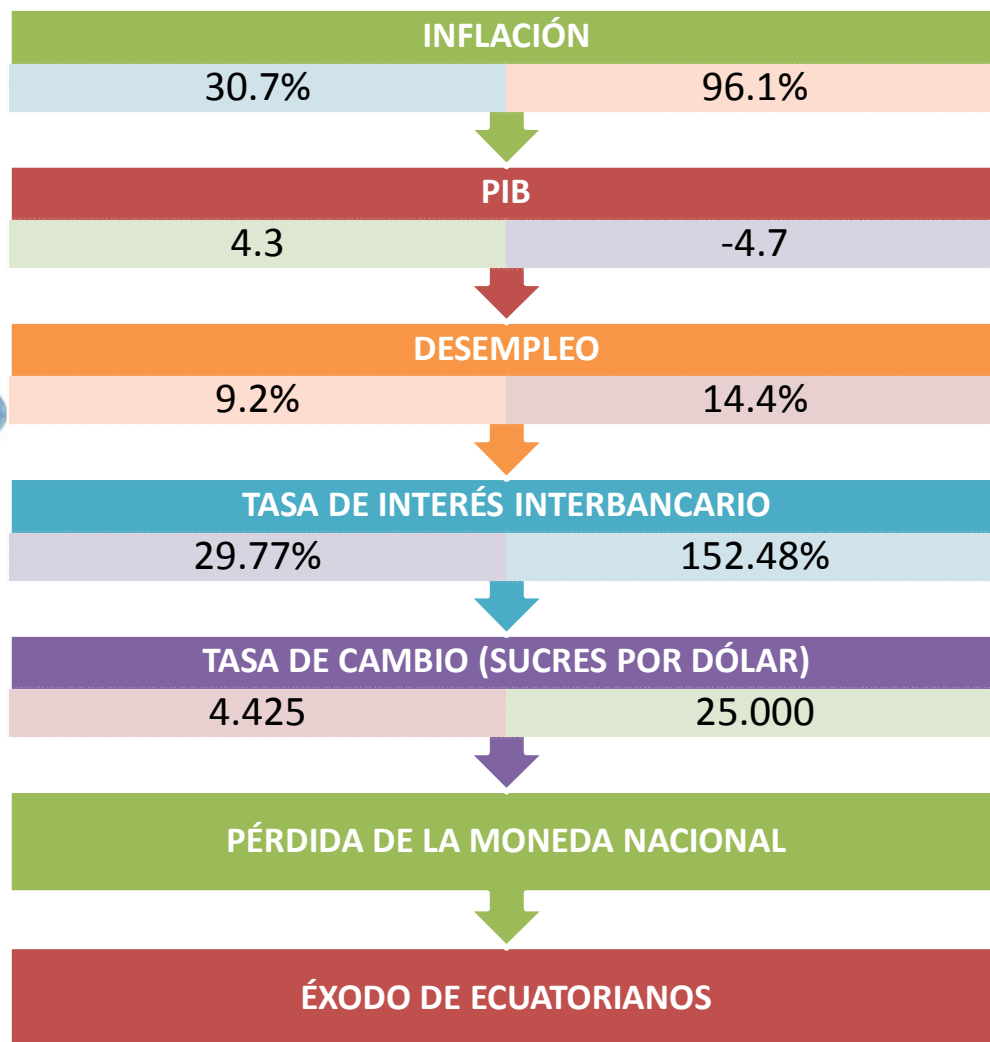 INFLACIÓN
30.7% 96.1%
PIB
4.3 -4.7
DESEMPLEO
9.2% 14.4%
TASA DE INTERÉS INTERBANCARIO
29.77% 152.48%
TASA DE CAMBIO (SUCRES POR DÓLAR)
4.425 25.000
PÉRDIDA DE LA MONEDA NACIONAL
ÉXODO DE ECUATORIANOS